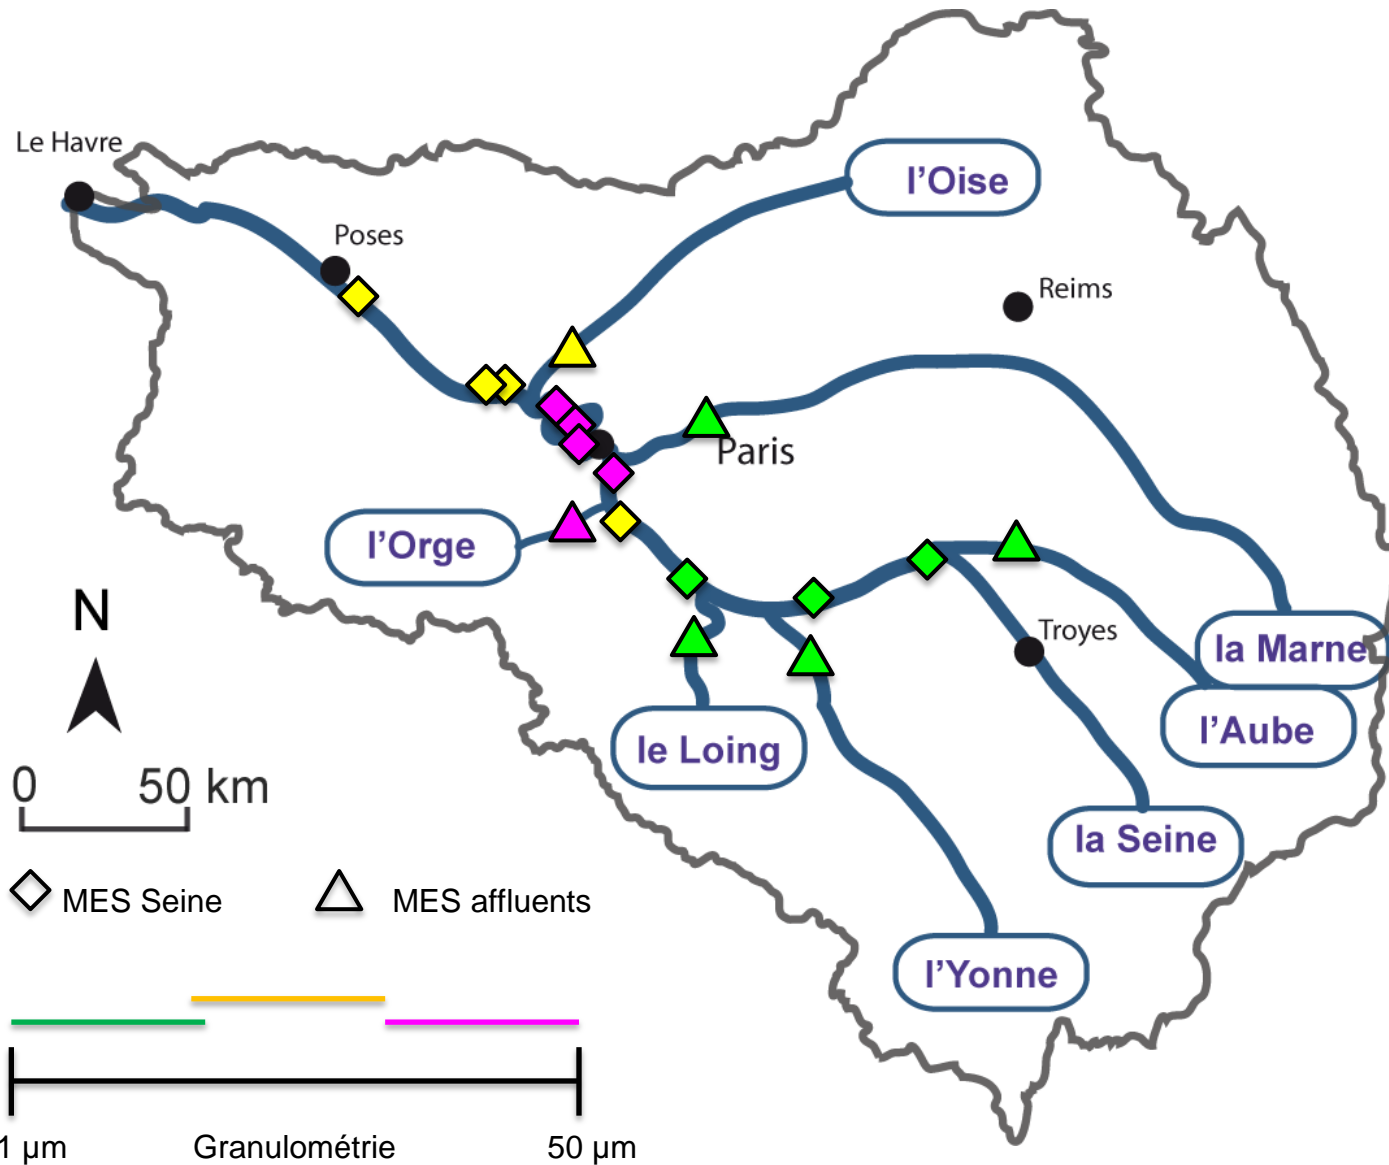 Le Havre
l'Oise
Poses
Reims
Paris
l'Orge
N
Troyes
la Marne
l'Aube
le Loing
0 50 km
la Seine
MES Seine MES affluents
l'Yonne
1 µm Granulométrie 50 µm